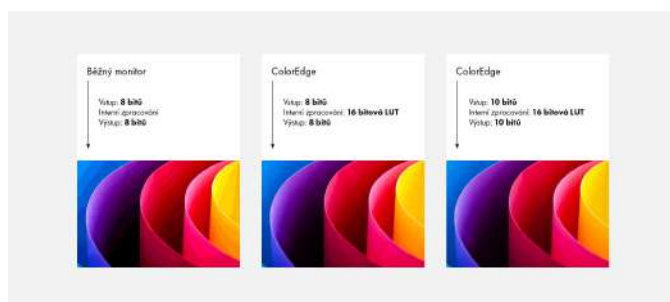 Běžný monitor
Vstup: 8 bitů
Interní zpracování
Výstup: 8 bitů
ColorEdge
Vstup: 8 bitů
Interní zpracování: 16 bitová LUT
Výstup: 8 bitů
ColorEdge
Vstup: 10 bitů
Interní zpracování: 16 bitová LUT
Výstup: 10 bitů